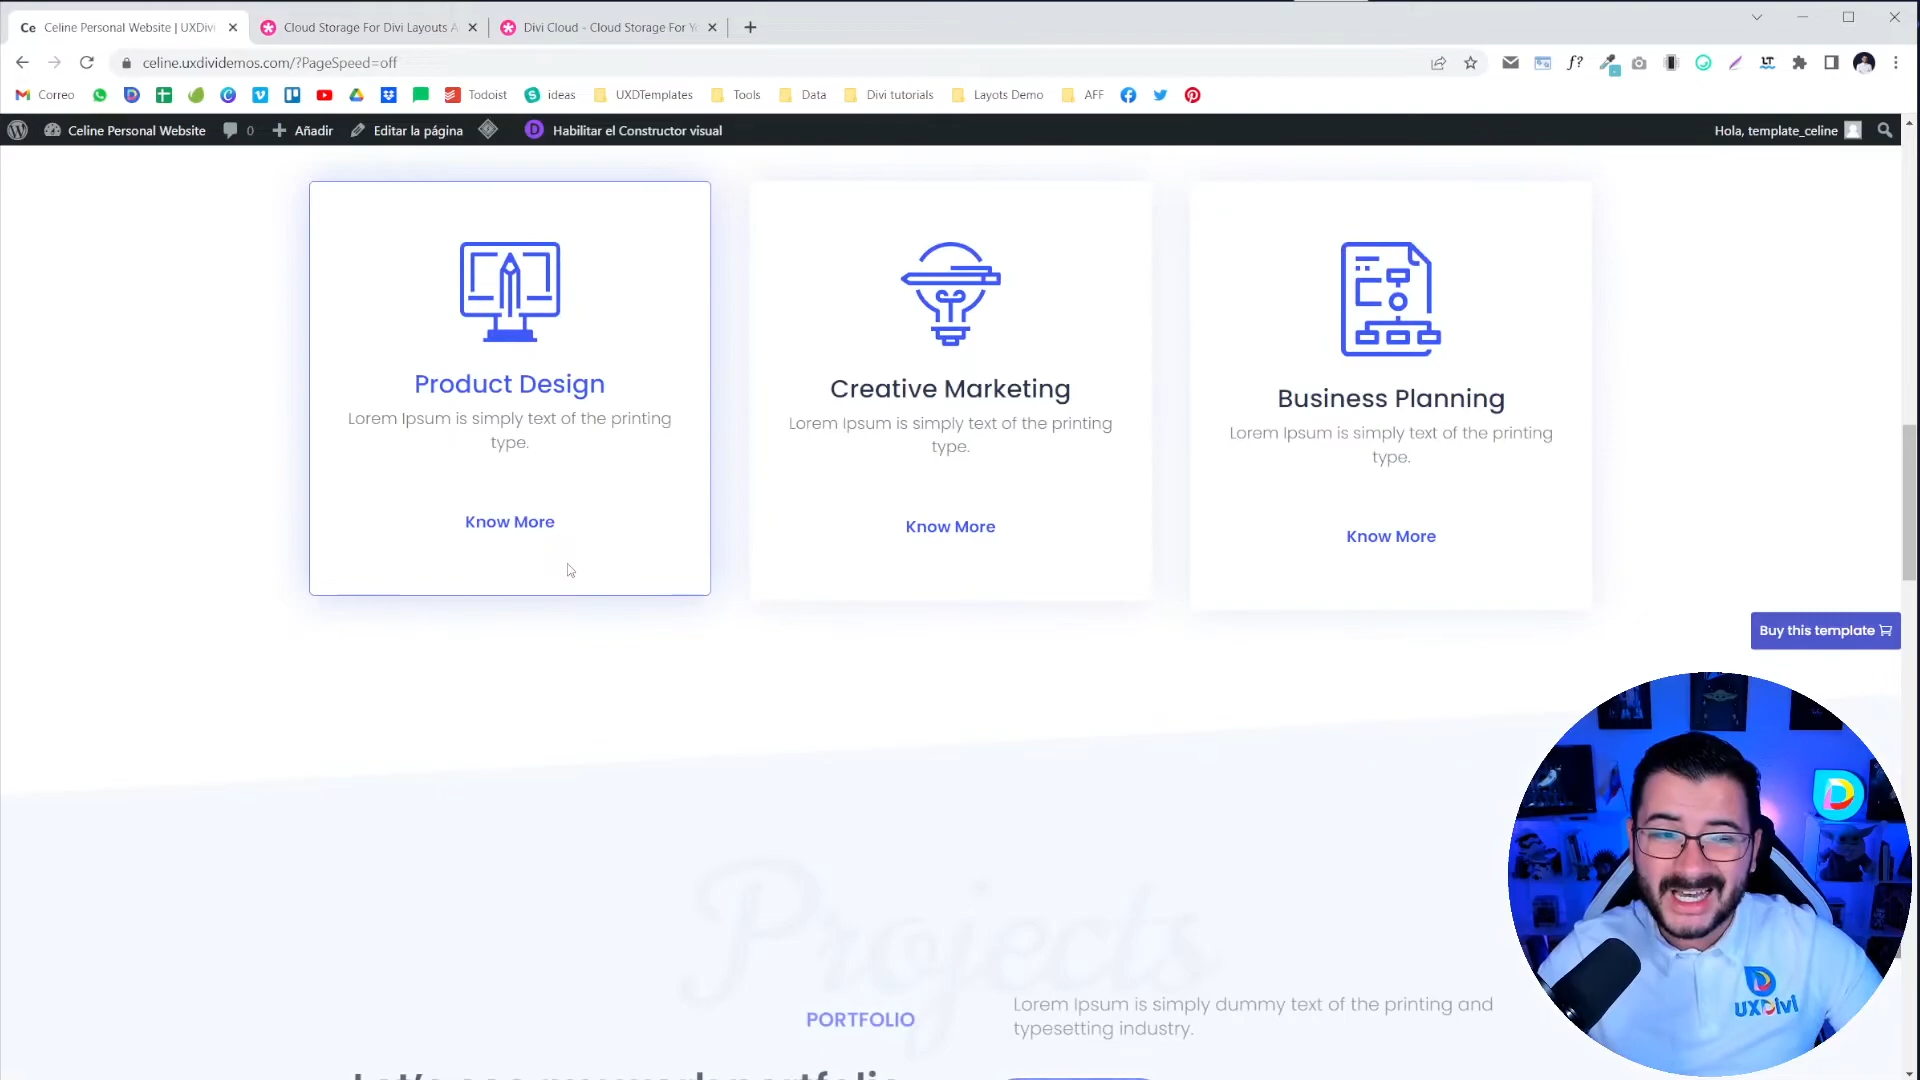 Ce Celine Personal Website | UXDivi
Cloud Storage For Divi Layouts A
Divi Cloud - Cloud Storage For Yo
celine.uxdividemos.com/?PageSpeed=off
Correo
Todoist
ideas
UXDTemplates
Tools
Data
Divi tutorials
Layots Demo
AFF
Celine Personal Website
0
Añadir
Editar la página
Habilitar el Constructor visual
Hola, template_celine
Product Design
Lorem Ipsum is simply text of the printing
type.
Know More
Creative Marketing
Lorem Ipsum is simply text of the printing
type.
Know More
Business Planning
Lorem Ipsum is simply text of the printing
type.
Know More
Buy this template
Projects
PORTFOLIO
Lorem Ipsum is simply dummy text of the printing and
typesetting industry.
UXDivi